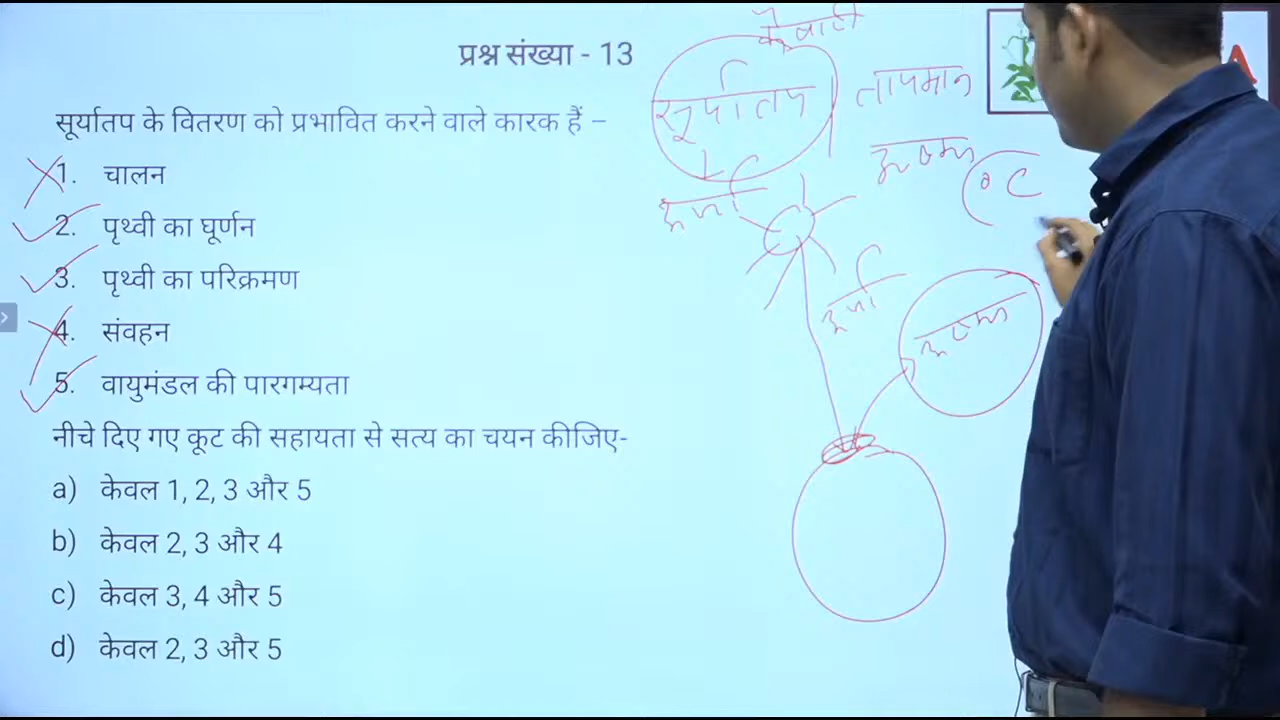 प्रश्न संख्या - 13
सूर्यातप के वितरण को प्रभावित करने वाले कारक हैं –
1. चालन
2. पृथ्वी का घूर्णन
3. पृथ्वी का परिक्रमण
4. संवहन
5. वायुमंडल की पारगम्यता
नीचे दिए गए कूट की सहायता से सत्य का चयन कीजिए-
a) केवल 1, 2, 3 और 5
b) केवल 2, 3 और 4
c) केवल 3, 4 और 5
d) केवल 2, 3 और 5
सूर्यातप
तापमान
ऊष्मा
°C
ऊर्जा
ऊर्जा
ऊष्मा
A